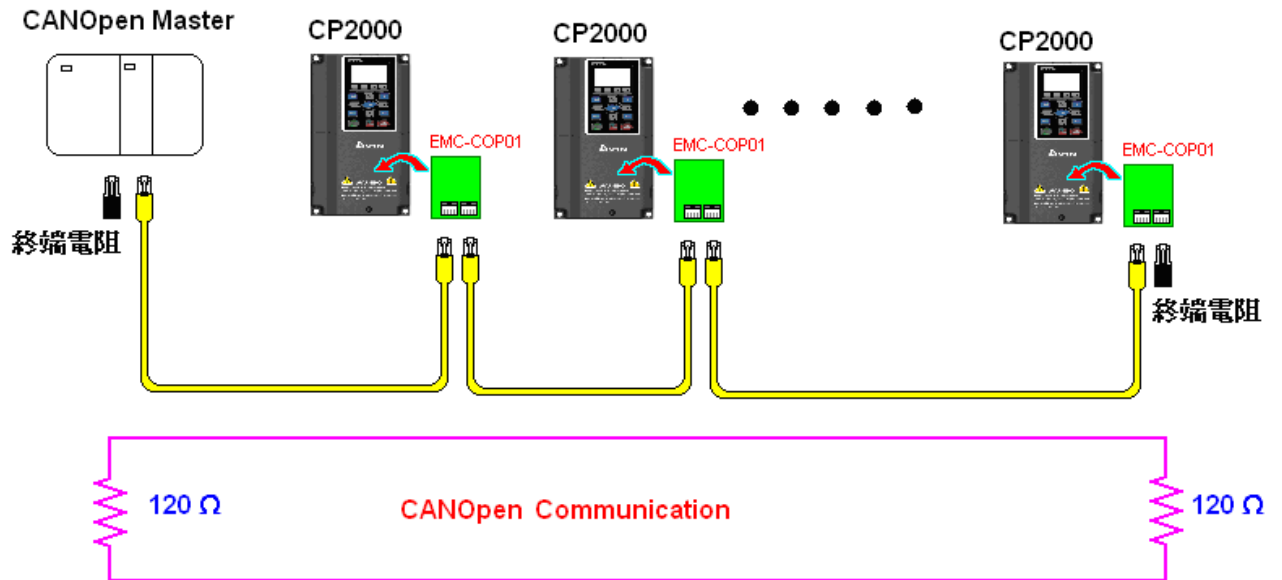 CANOpen Master
CP2000
CP2000
CP2000
EMC-COP01
EMC-COP01
EMC-COP01
終端電阻
終端電阻
120 Ω
CANOpen Communication
120 Ω